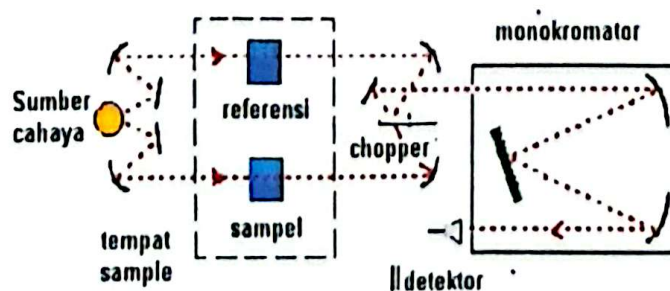 monokromator
Sumber
cahaya
referensi
chopper
sampel
tempat
sample
detektor